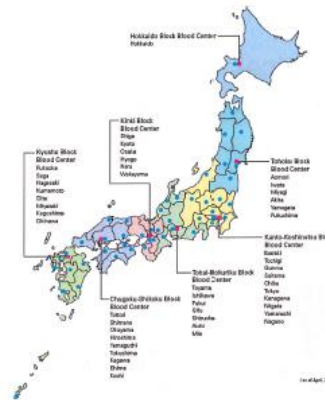 Hokkaido Block Blood Center
Hokkaido
Kinki Block
Blood Center
Shiga
Kyoto
Osaka
Hyogo
Nara
Wakayama
Kyushu Block
Blood Center
Fukuoka
Saga
Nagasaki
Kumamoto
Oita
Miyazaki
Kagoshima
Okinawa
Tohoku Block
Blood Center
Aomori
Iwate
Miyagi
Akita
Yamagata
Fukushima
Kanto-Koshinetsu
Blood Center
Ibaraki
Tochigi
Gunma
Saitama
Chiba
Tokyo
Kanagawa
Niigata
Yamanashi
Nagano
Tokai-Hokuriku Block
Blood Center
Toyama
Ishikawa
Fukui
Gifu
Shizuoka
Aichi
Mie
Chugoku-Shikoku Block
Blood Center
Tottori
Shimane
Okayama
Hiroshima
Yamaguchi
Tokushima
Kagawa
Ehime
Kochi